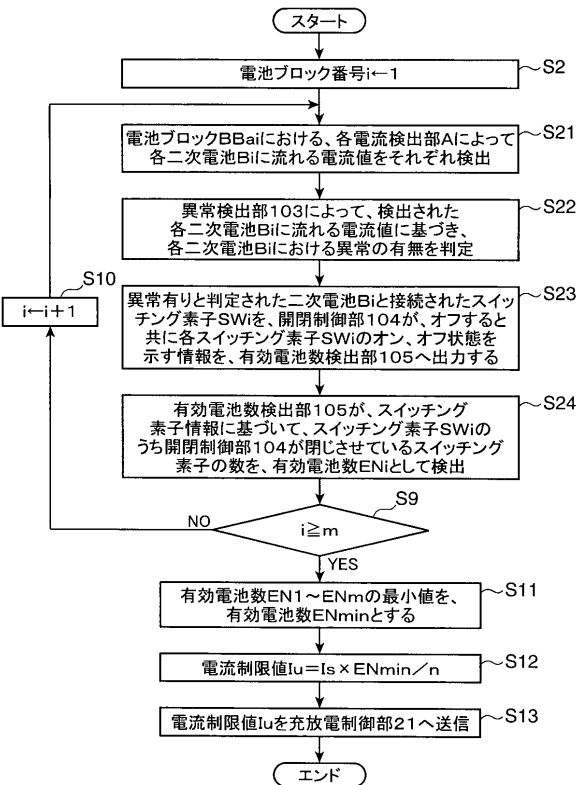 スタート
電池ブロック番号i←1
S2
電池ブロックBBaiにおける、各電流検出部Aによって
各二次電池Biに流れる電流値をそれぞれ検出
S21
異常検出部103によって、検出された
各二次電池Biに流れる電流値に基づき、
各二次電池Biにおける異常の有無を判定
S22
S10
i←i+1
異常有りと判定された二次電池Biと接続されたスイッ
チング素子SWiを、開閉制御部104が、オフすると
共に各スイッチング素子SWiのオン、オフ状態を
示す情報を、有効電池数検出部105へ出力する
S23
有効電池数検出部105が、スイッチング
素子情報に基づいて、スイッチング素子SWiの
うち開閉制御部104が閉じさせているスイッチング
素子の数を、有効電池数ENiとして検出
S24
S9
NO
i≧m
YES
有効電池数EN1~ENmの最小値を、
有効電池数ENminとする
S11
電流制限値Iu=Is×ENmin/n
S12
電流制限値Iuを充放電制御部21へ送信
S13
エンド